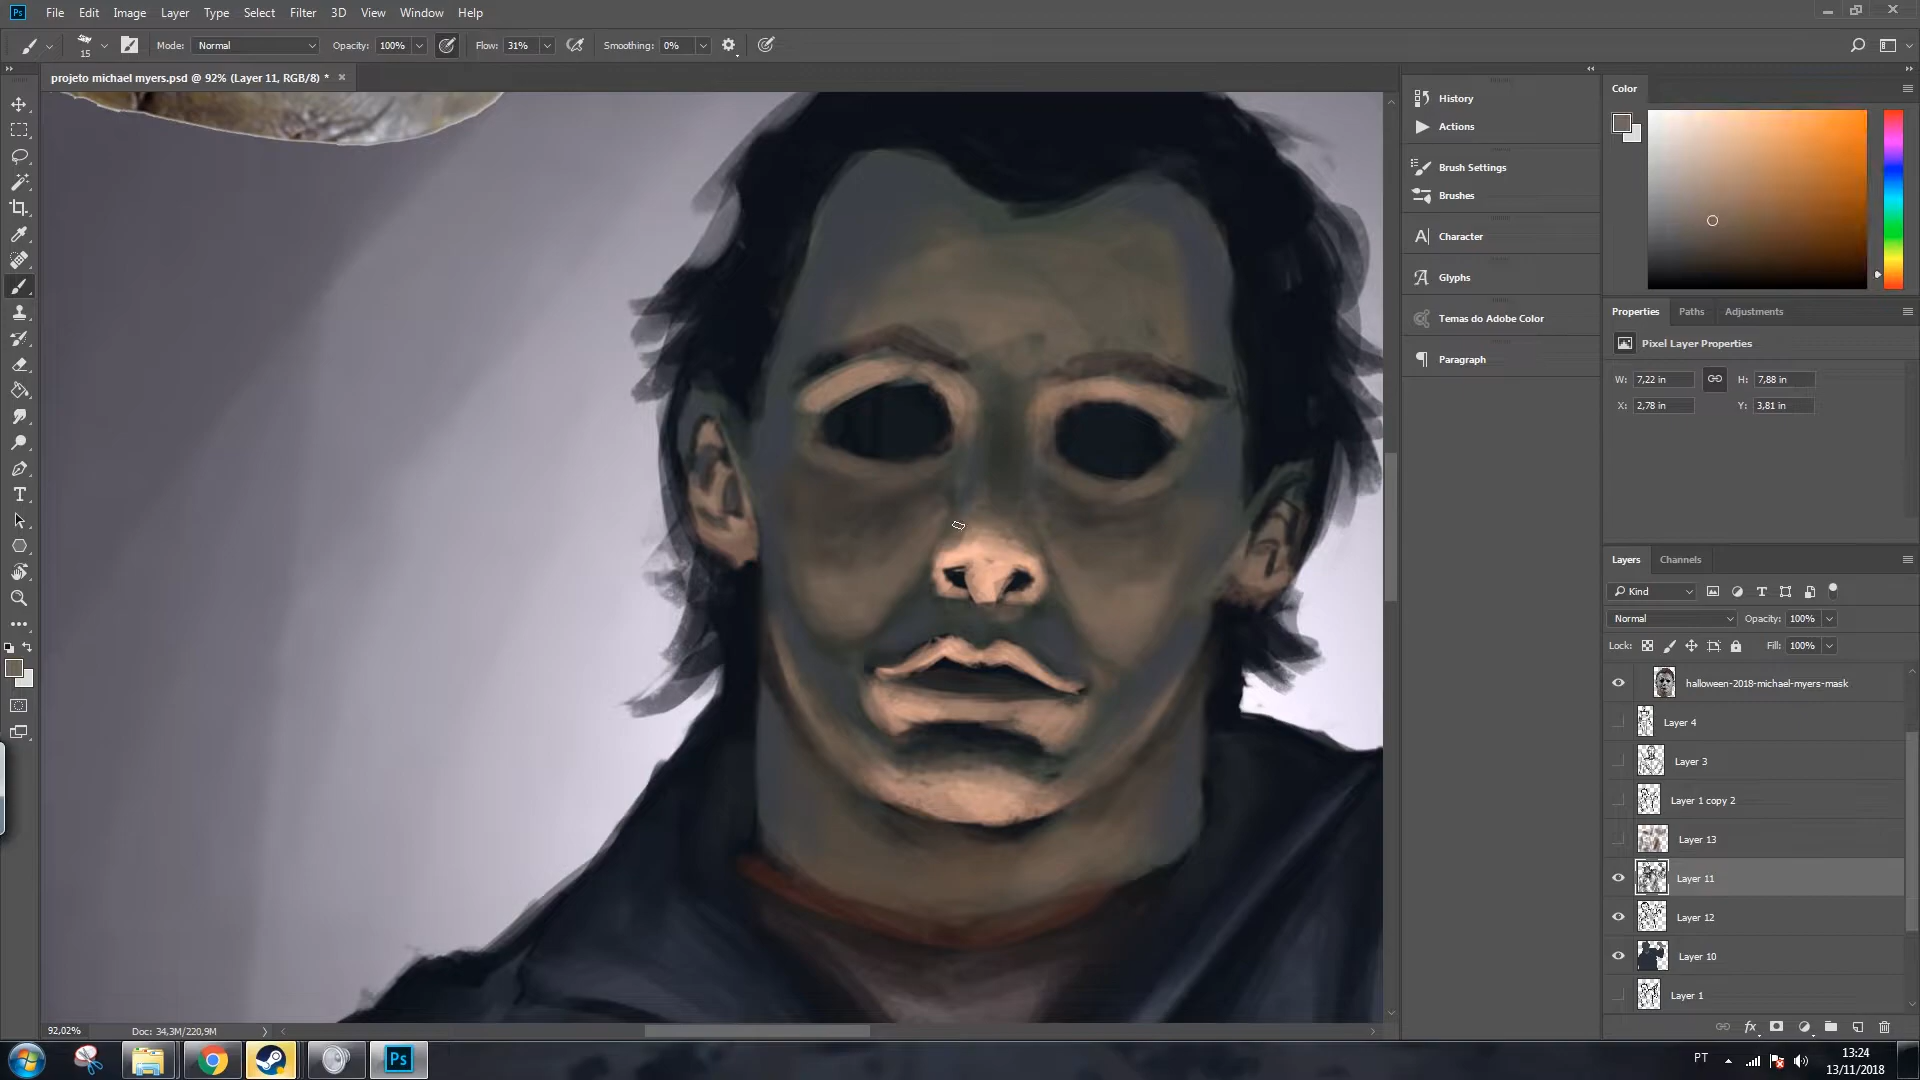 Ps File Edit Image Layer Type Select Filter 3D View Window Help
15 Mode: Normal Opacity: 100% Flow: 31% Smoothing: 0%
projeto michael myers.psd @ 92% (Layer 11, RGB/8) *
History
Actions
Brush Settings
Brushes
Character
Glyphs
Temas do Adobe Color
Paragraph
Color
Properties Paths Adjustments
Pixel Layer Properties
W: 7,22 in H: 7,88 in
X: 2,78 in Y: 3,81 in
Layers Channels
Kind
Normal Opacity: 100%
Lock: Fill: 100%
halloween-2018-michael-myers-mask
Layer 4
Layer 3
Layer 1 copy 2
Layer 13
Layer 11
Layer 12
Layer 10
Layer 1
fx
92,02% Doc: 34,3M/220,9M
Ps
PT
13:24
13/11/2018